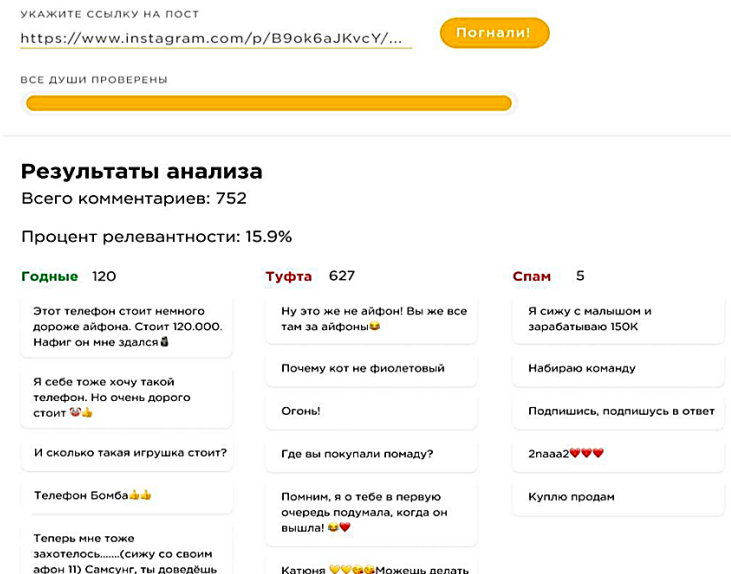 УКАЖИТЕ ССЫЛКУ НА ПОСТ
https://www.instagram.com/p/B9ok6aJKvcY/...
Погнали!
ВСЕ ДУШИ ПРОВЕРЕНЫ
Результаты анализа
Всего комментариев: 752
Процент релевантности: 15.9%
Годные 120
Этот телефон стоит немного
дороже айфона. Стоит 120.000.
Нафиг он мне здался💰
Я себе тоже хочу такой
телефон. Но очень дорого
стоит 🤡👍
И сколько такая игрушка стоит?
Телефон Бомба👍👍
Теперь мне тоже
захотелось.......(сижу со своим
афон 11) Самсунг, ты доведёшь
Туфта 627
Ну это же не айфон! Вы же все
там за айфоны😂
Почему кот не фиолетовый
Огонь!
Где вы покупали помаду?
Помним, я о тебе в первую
очередь подумала, когда он
вышла! 😂❤️
Катюня 💛💛😘😘Можешь делать
Спам 5
Я сижу с малышом и
зарабатываю 150К
Набираю команду
Подпишись, подпишусь в ответ
2паaa2❤️❤️❤️
Куплю продам